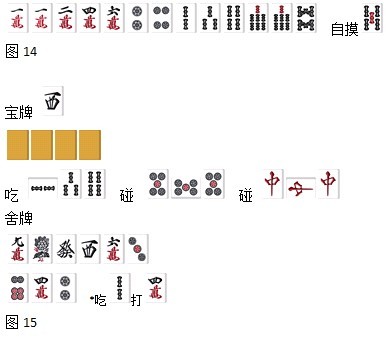 一萬 一萬 二萬 四萬 六萬 自摸
图 14
宝牌 西
吃 碰 碰 中 中 中
舍牌
九萬 發 西 六萬
四萬 吃 打 四萬
图 15